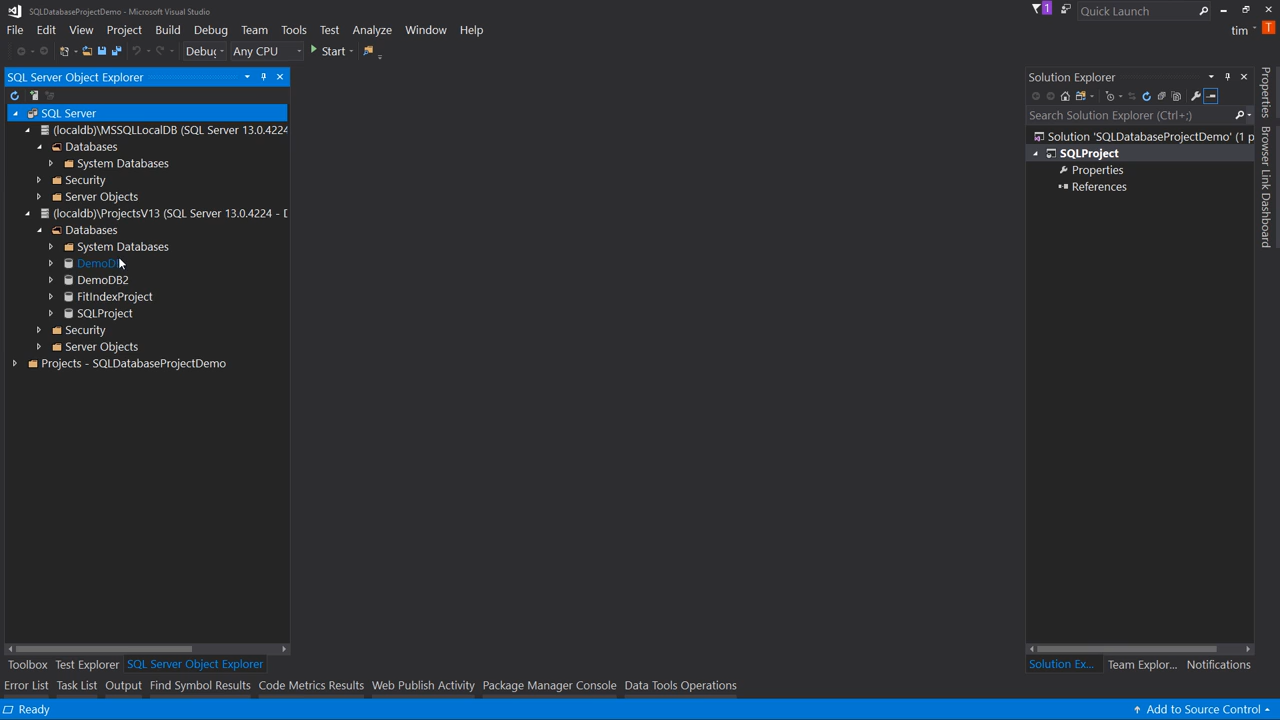 SQLDatabaseProjectDemo - Microsoft Visual Studio
1
Quick Launch
File Edit View Project Build Debug Team Tools Test Analyze Window Help
tim T
Debug Any CPU Start
SQL Server Object Explorer
SQL Server
(localdb)\MSSQLLocalDB (SQL Server 13.0.4224
Databases
System Databases
Security
Server Objects
(localdb)\ProjectsV13 (SQL Server 13.0.4224 - D
Databases
System Databases
DemoDB2
FitIndexProject
SQLProject
Security
Server Objects
Projects - SQLDatabaseProjectDemo
Solution Explorer
Search Solution Explorer (Ctrl+;)
Solution 'SQLDatabaseProjectDemo' (1 p
SQLProject
Properties
References
Properties
Browser Link Dashboard
Toolbox Test Explorer SQL Server Object Explorer
Solution Ex... Team Explor... Notifications
Error List Task List Output Find Symbol Results Code Metrics Results Web Publish Activity Package Manager Console Data Tools Operations
Ready
Add to Source Control